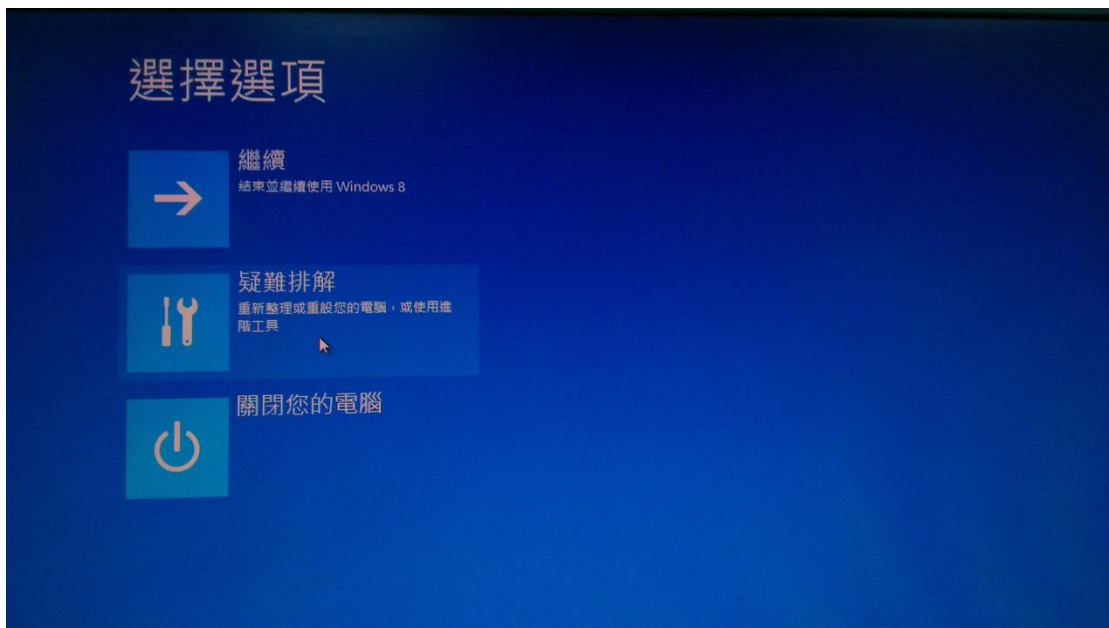 選擇選項
繼續
結束並繼續使用 Windows 8
疑難排解
重新整理或重設您的電腦，或使用進
階工具
關閉您的電腦